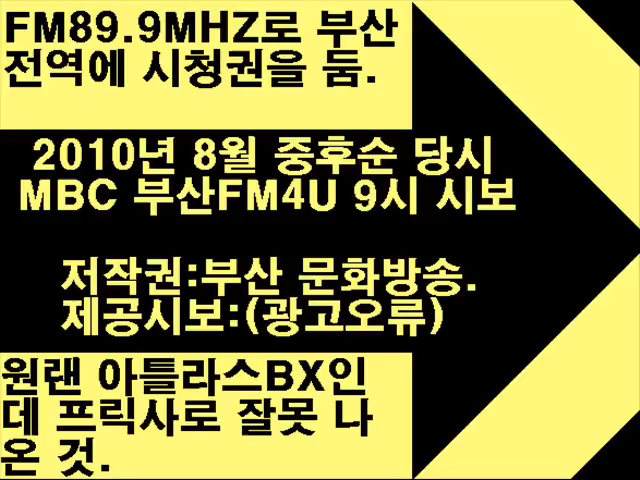 FM89.9MHZ로 부산
전역에 시청권을 둠.
2010년 8월 중후순 당시
MBC 부산FM4U 9시 시보
저작권:부산 문화방송.
제공시보:(광고오류)
원랜 아틀라스BX인
데 프릭사로 잘못 나
온 것.